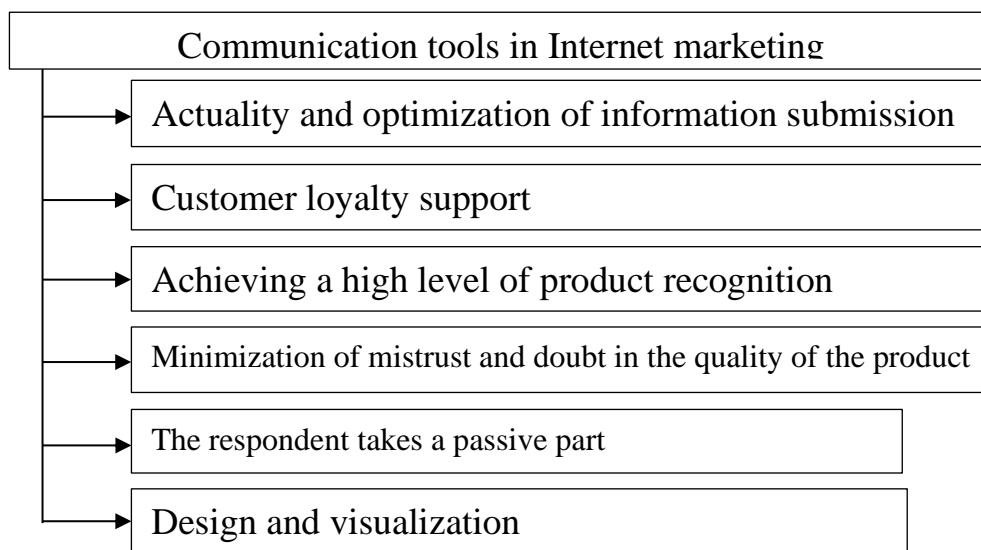 Communication tools in Internet marketing
Actuality and optimization of information submission
Customer loyalty support
Achieving a high level of product recognition
Minimization of mistrust and doubt in the quality of the product
The respondent takes a passive part
Design and visualization